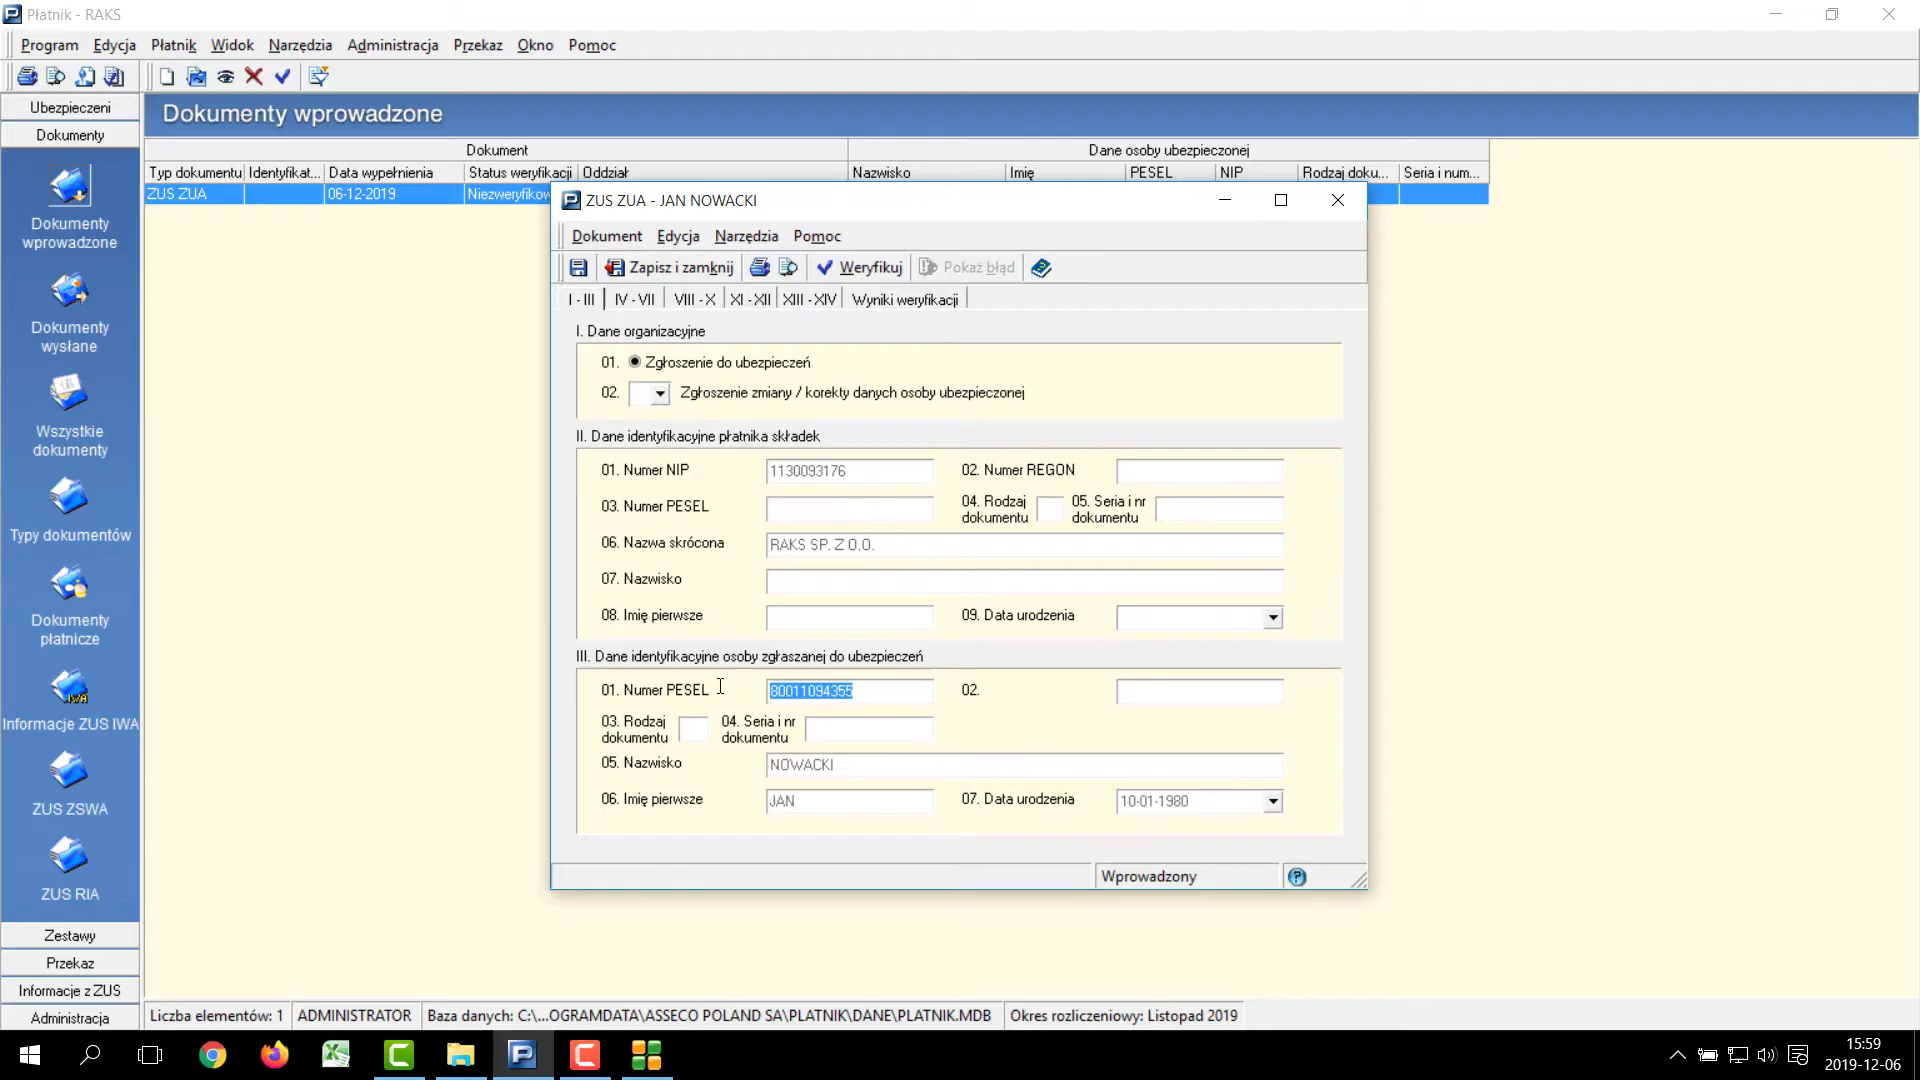 Płatnik - RAKS
Program Edycja Płatnik Widok Narzędzia Administracja Przekaz Okno Pomoc
Ubezpieczeni
Dokumenty
Dokumenty wprowadzone
Dokumenty wysłane
Wszystkie dokumenty
Typy dokumentów
Dokumenty płatnicze
IWA
Informacje ZUS IWA
ZUS ZSWA
ZUS RIA
Zestawy
Przekaz
Informacje z ZUS
Administracja
Dokumenty wprowadzone
Dokument Dane osoby ubezpieczonej
Typ dokumentu Identyfikat... Data wypełnienia Status weryfikacji Oddział Nazwisko Imię PESEL NIP Rodzaj doku... Seria i num...
ZUS ZUA 06-12-2019 Niezweryfikow
ZUS ZUA - JAN NOWACKI
Dokument Edycja Narzędzia Pomoc
Zapisz i zamknij Weryfikuj Pokaż błąd
I - III IV - VII VIII - X XI - XII XIII - XIV Wyniki weryfikacji
I. Dane organizacyjne
01. Zgłoszenie do ubezpieczeń
02. Zgłoszenie zmiany / korekty danych osoby ubezpieczonej
II. Dane identyfikacyjne płatnika składek
01. Numer NIP 1130093176 02. Numer REGON
03. Numer PESEL 04. Rodzaj dokumentu 05. Seria i nr dokumentu
06. Nazwa skrócona RAKS SP. Z O.O.
07. Nazwisko
08. Imię pierwsze 09. Data urodzenia
III. Dane identyfikacyjne osoby zgłaszanej do ubezpieczeń
01. Numer PESEL 80011094355 02.
03. Rodzaj dokumentu 04. Seria i nr dokumentu
05. Nazwisko NOWACKI
06. Imię pierwsze JAN 07. Data urodzenia 10-01-1980
Wprowadzony
Liczba elementów: 1 ADMINISTRATOR Baza danych: C:\...OGRAMDATA\ASSECO POLAND SA\PLATNIK\DANE\PLATNIK.MDB Okres rozliczeniowy: Listopad 2019
15:59
2019-12-06